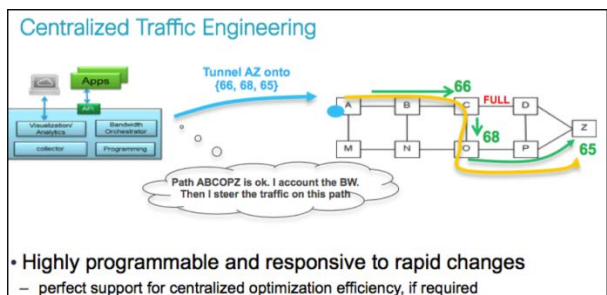 Centralized Traffic Engineering
Apps
API
Visualization/
Analytics
Bandwidth
Orchestrator
collector
Programming
Tunnel AZ onto
{66, 68, 65}
66
A
B
C
FULL
D
Z
68
65
M
N
O
P
Path ABCOPZ is ok. I account the BW.
Then I steer the traffic on this path
• Highly programmable and responsive to rapid changes
– perfect support for centralized optimization efficiency, if required